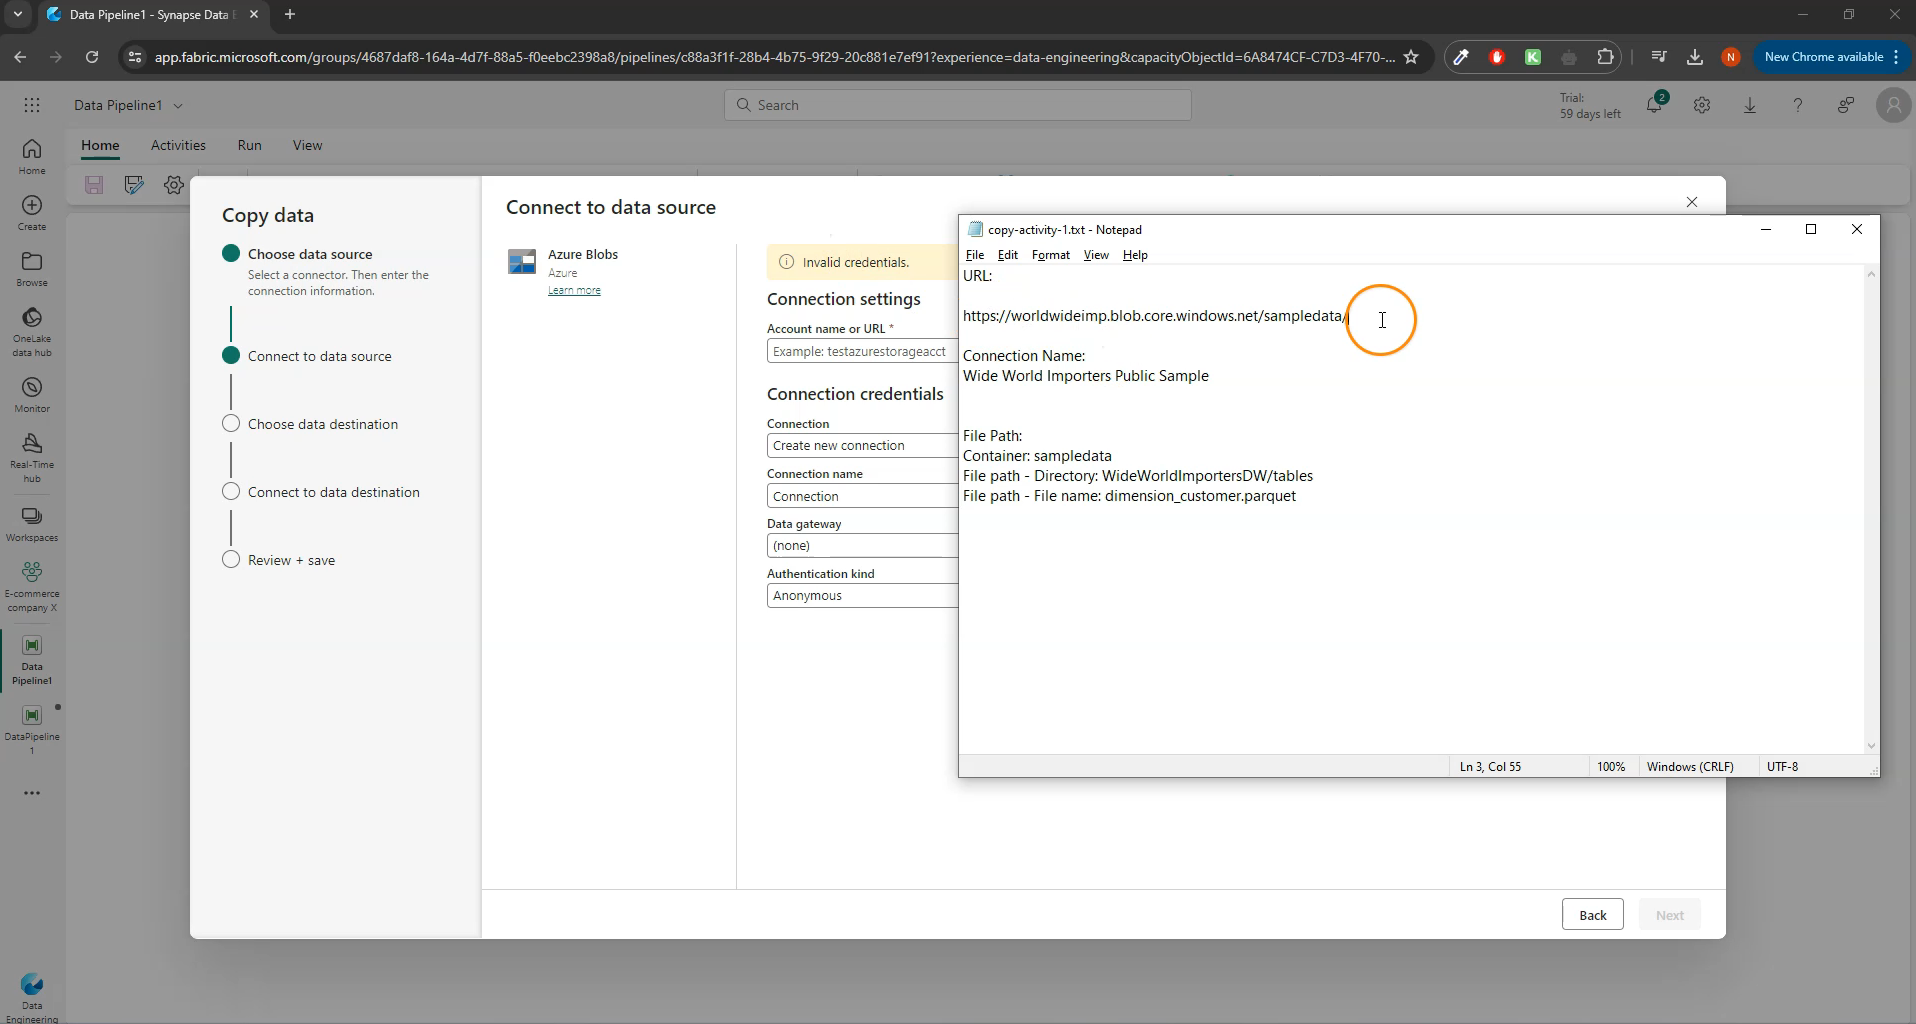 Data Pipeline1 - Synapse Data
app.fabric.microsoft.com/groups/4687daf8-164a-4d7f-88a5-f0eebc2398a8/pipelines/c88a3f1f-28b4-4b75-9f29-20c881e7ef91?experience=data-engineering&capacityObjectId=6A8474CF-C7D3-4F70-...
K
N
New Chrome available
Data Pipeline1
Search
Trial:
59 days left
2
Home
Activities
Run
View
Home
Create
Browse
OneLake
data hub
Monitor
Real-Time
hub
Workspaces
E-commerce
company X
Data
Pipeline1
DataPipeline
1
Data
Engineering
Copy data
Choose data source
Select a connector. Then enter the
connection information.
Connect to data source
Choose data destination
Connect to data destination
Review + save
Connect to data source
Azure Blobs
Azure
Learn more
Invalid credentials.
Connection settings
Account name or URL *
Example: testazurestorageacct
Connection credentials
Connection
Create new connection
Connection name
Connection
Data gateway
(none)
Authentication kind
Anonymous
Back
Next
copy-activity-1.txt - Notepad
File Edit Format View Help
URL:
https://worldwideimp.blob.core.windows.net/sampledata/
Connection Name:
Wide World Importers Public Sample
File Path:
Container: sampledata
File path - Directory: WideWorldImportersDW/tables
File path - File name: dimension_customer.parquet
Ln 3, Col 55
100%
Windows (CRLF)
UTF-8